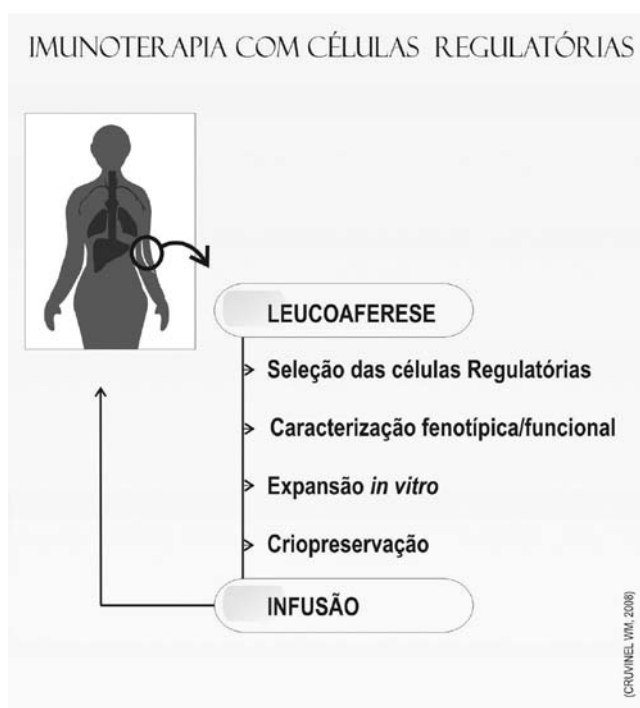 IMUNOTERAPIA COM CÉLULAS REGULATÓRIAS
LEUCOAFERESE
Seleção das células Regulatórias
Caracterização fenotípica/funcional
Expansão in vitro
Criopreservação
INFUSÃO
(CRUVINEL WM, 2008)